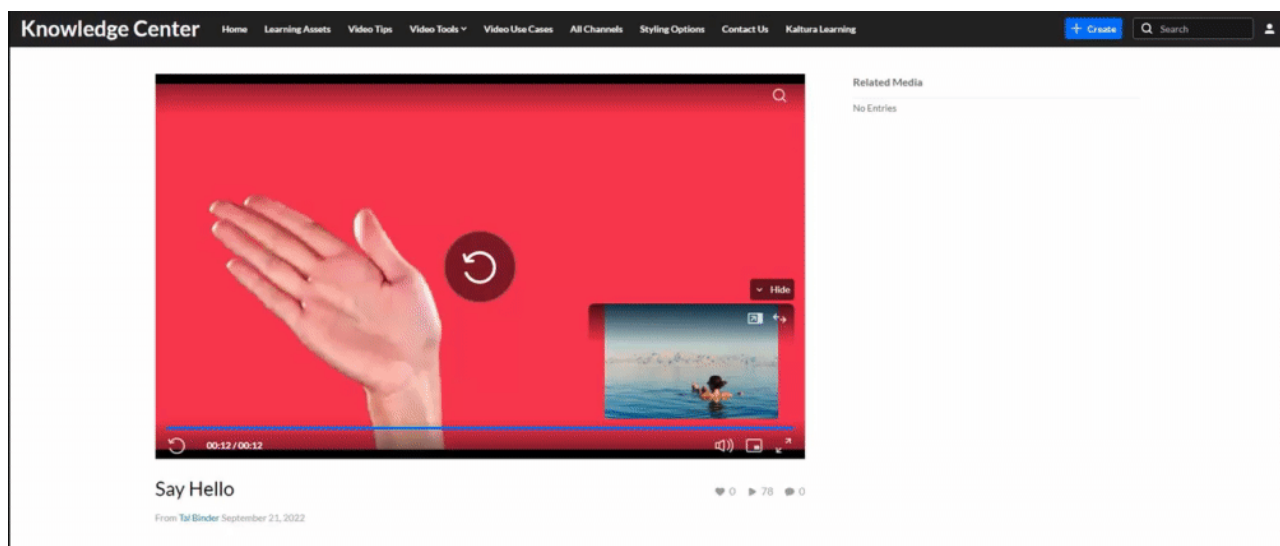 Knowledge Center Home Learning Assets Video Tips Video Tools Video Use Cases All Channels Styling Options Contact Us Kaltura Learning + Create Search
Related Media
No Entries
Hide
00:12 / 00:12
Say Hello
0 78 0
From Tal Binder September 21, 2022